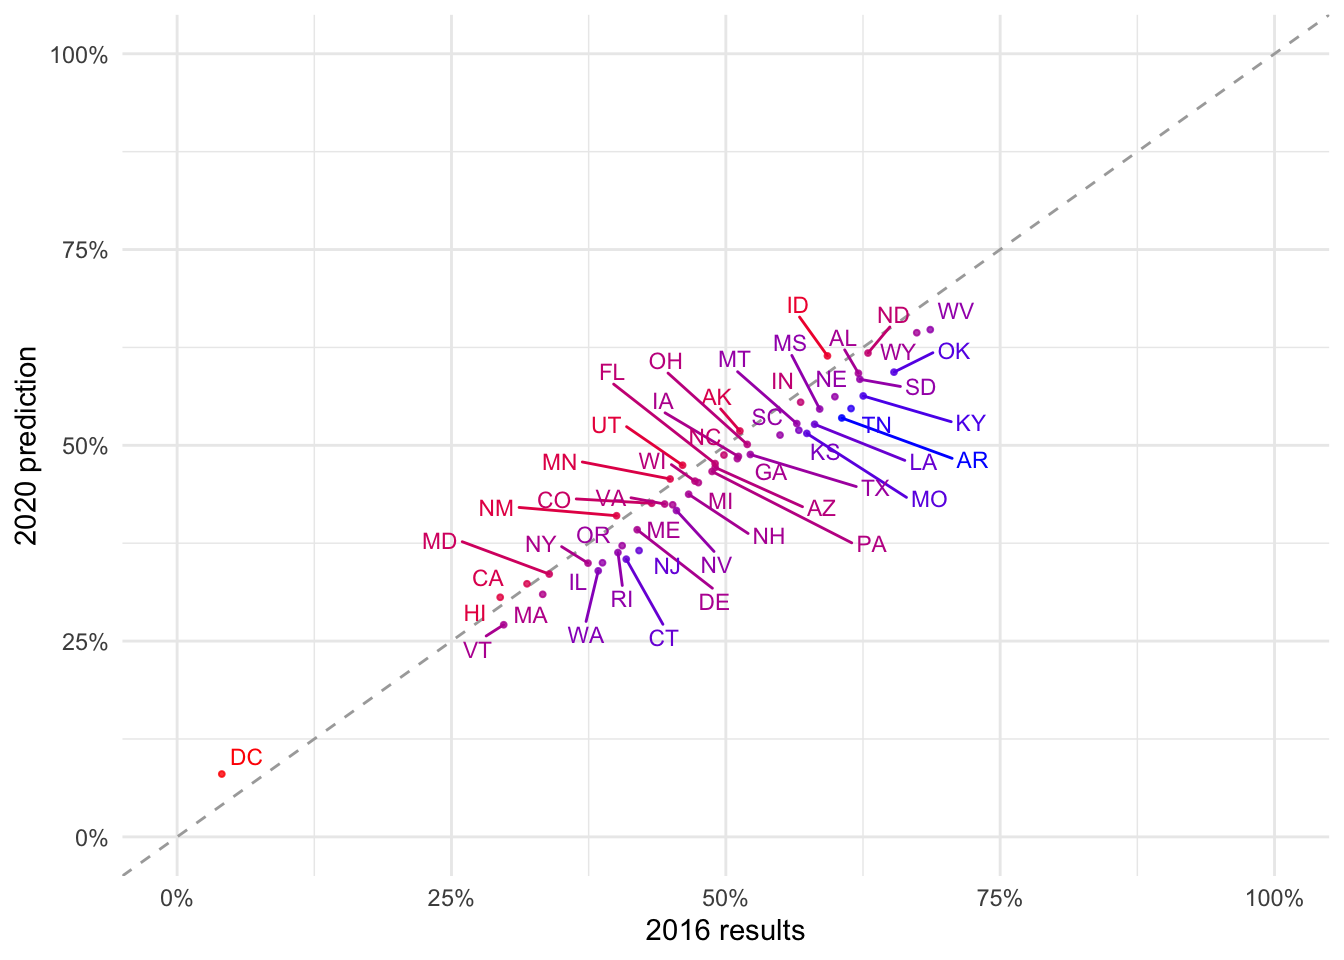 100%
75%
50%
25%
0%
2020 prediction
ID
ND
WV
MS
AL
WY
OK
OH
MT
FL
IN
NE
SD
IA
AK
SC
UT
NC
TN
KY
MN
WI
GA
KS
LA
AR
NM
CO
VA
MI
TX
MO
AZ
MD
NY
OR
ME
NH
PA
CA
IL
NJ
NV
HI
MA
RI
DE
VT
WA
CT
DC
0%
25%
50%
75%
100%
2016 results